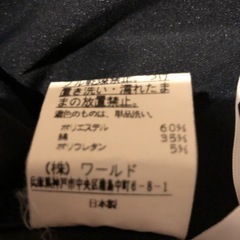 置き洗い・濡れたま
まの放置禁止。
濃色のものは、単品洗い。
ポリエステル 60%
綿 35%
ポリウレタン 5%
(株) ワールド
兵庫県神戸市中央区港島中町6-8-1
日本製